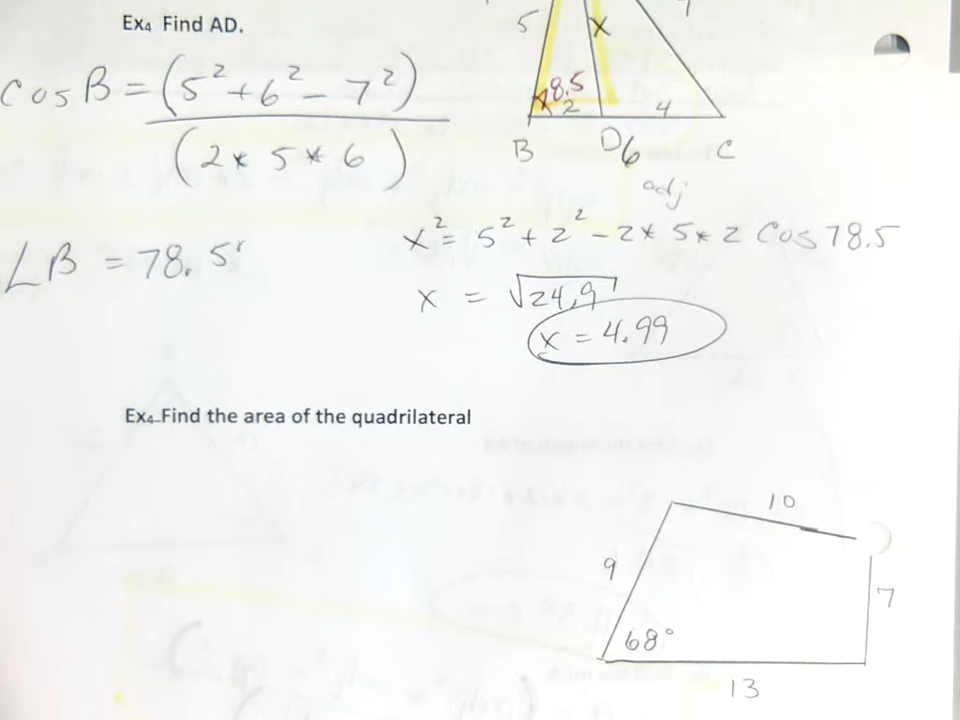 Ex4 Find AD.
5
x
7
cos B = (5² + 6² - 7²)
(2 * 5 * 6)
78.5
2
4
B
D
6
C
adj
x² = 5² + 2² - 2* 5*2 Cos 78.5
∠B = 78.5°
x = √24.9
x = 4.99
Ex4 Find the area of the quadrilateral
10
9
7
68°
13